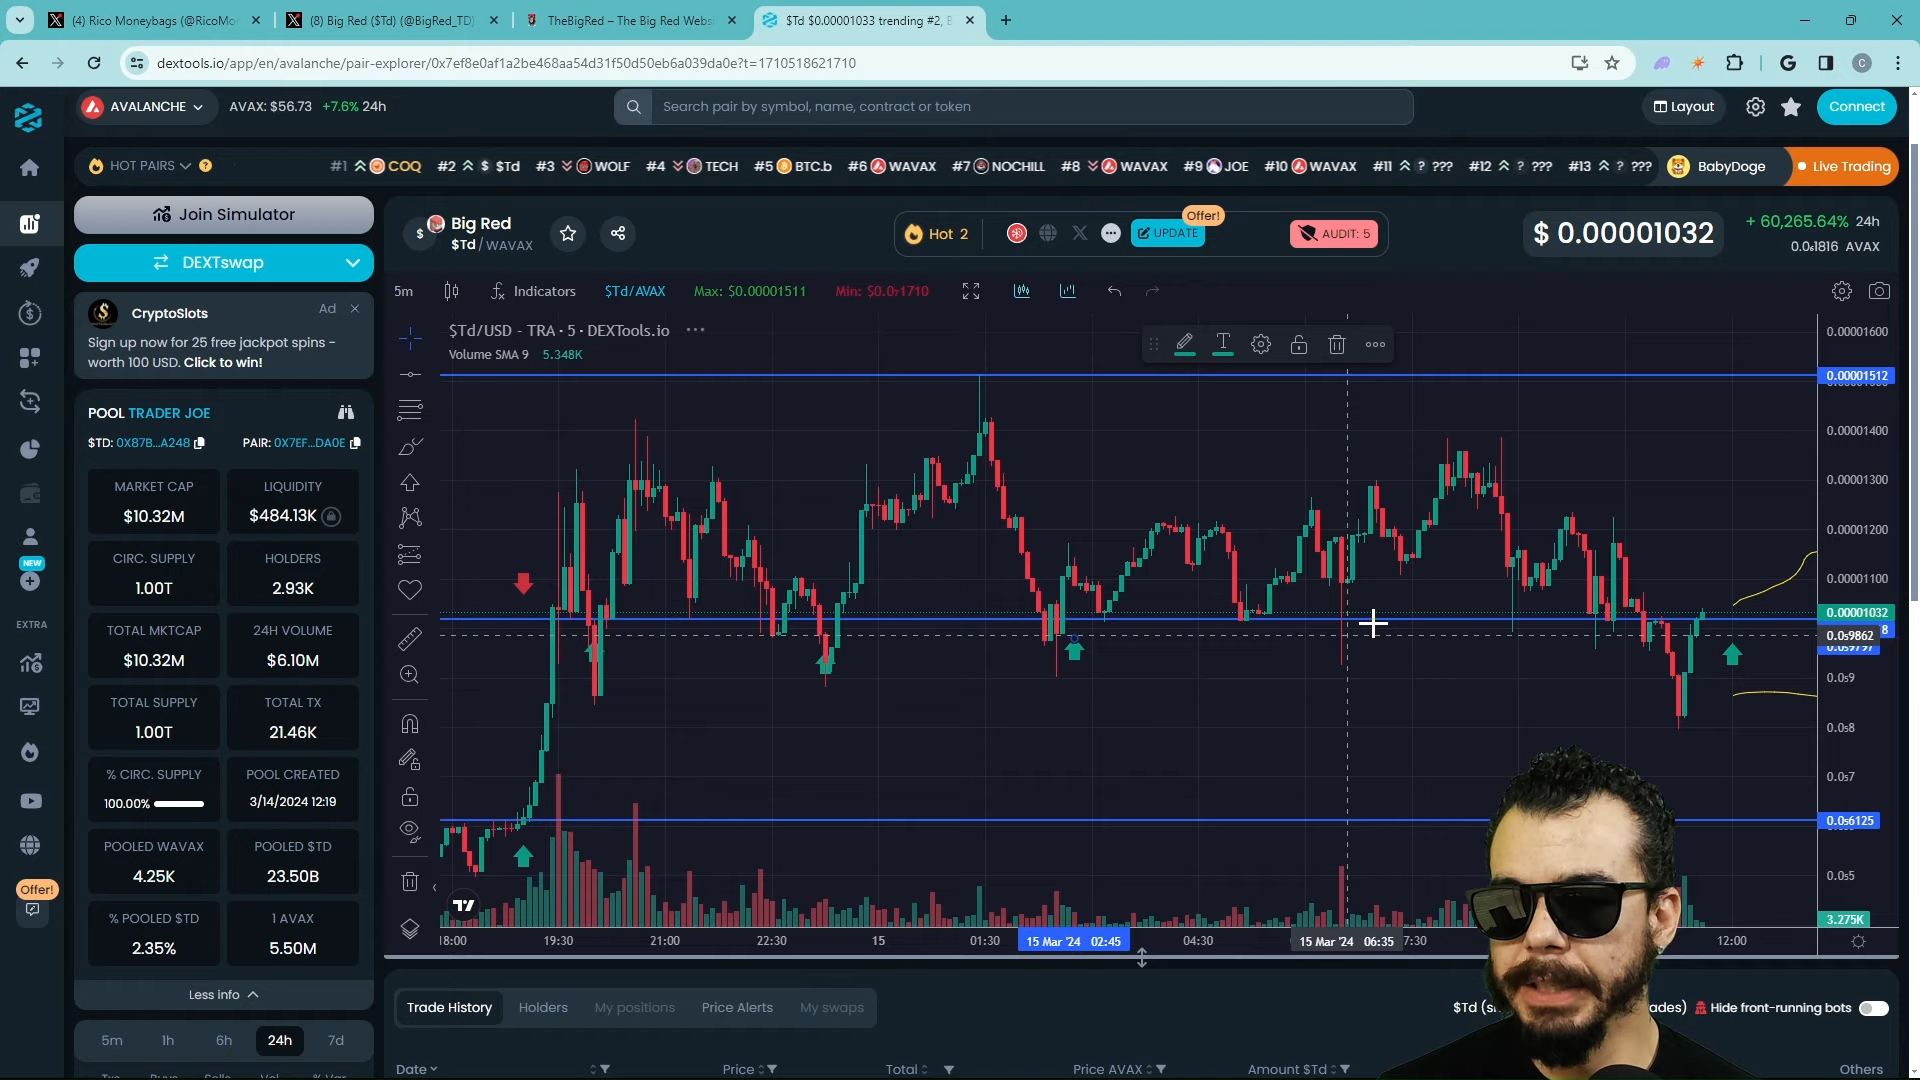 (4) Rico Moneybags (@RicoMo
(8) Big Red ($Td) (@BigRed_TD)
TheBigRed – The Big Red Webs
$Td $0.00001033 trending #2,
dextools.io/app/en/avalanche/pair-explorer/0x7ef8e0af1a2be468aa54d31f50d50eb6a039da0e?t=1710518621710
C
AVALANCHE
AVAX: $56.73 +7.6% 24h
Search pair by symbol, name, contract or token
Layout
Connect
HOT PAIRS
#1 COQ #2 $Td #3 WOLF #4 TECH #5 BTC.b #6 WAVAX #7 NOCHILL #8 WAVAX #9 JOE #10 WAVAX #11 ??? #12 ??? #13 ???
BabyDoge
Live Trading
Join Simulator
DEXTswap
CryptoSlots
Ad
Sign up now for 25 free jackpot spins -
worth 100 USD. Click to win!
POOL TRADER JOE
$TD: 0X87B...A248
PAIR: 0X7EF...DA0E
MARKET CAP
$10.32M
LIQUIDITY
$484.13K
CIRC. SUPPLY
1.00T
HOLDERS
2.93K
TOTAL MKTCAP
$10.32M
24H VOLUME
$6.10M
TOTAL SUPPLY
1.00T
TOTAL TX
21.46K
% CIRC. SUPPLY
100.00%
POOL CREATED
3/14/2024 12:19
POOLED WAVAX
4.25K
POOLED $TD
23.50B
% POOLED $TD
2.35%
1 AVAX
5.50M
Less info
5m 1h 6h 24h 7d
NEW
EXTRA
Offer!
Big Red
$Td / WAVAX
Hot 2
UPDATE
Offer!
AUDIT: 5
$ 0.00001032
+ 60,265.64% 24h
0.0₆1816 AVAX
5m
Indicators
$Td/AVAX
Max: $0.00001511
Min: $0.0₇1710
$Td/USD - TRA · 5 · DEXTools.io
Volume SMA 9 5.348K
0.00001600
0.00001512
0.00001400
0.00001300
0.00001200
0.00001100
0.00001032
8
0.0₅9862
0.0₅9797
0.0₅9
0.0₅8
0.0₅7
0.0₅6125
0.0₅5
3.275K
18:00
19:30
21:00
22:30
15
01:30
15 Mar '24 02:45
04:30
15 Mar '24 06:35
7:30
12:00
Trade History
Holders
My positions
Price Alerts
My swaps
Hide front-running bots
Date
Price
Total
Price AVAX
Amount $Td
Others